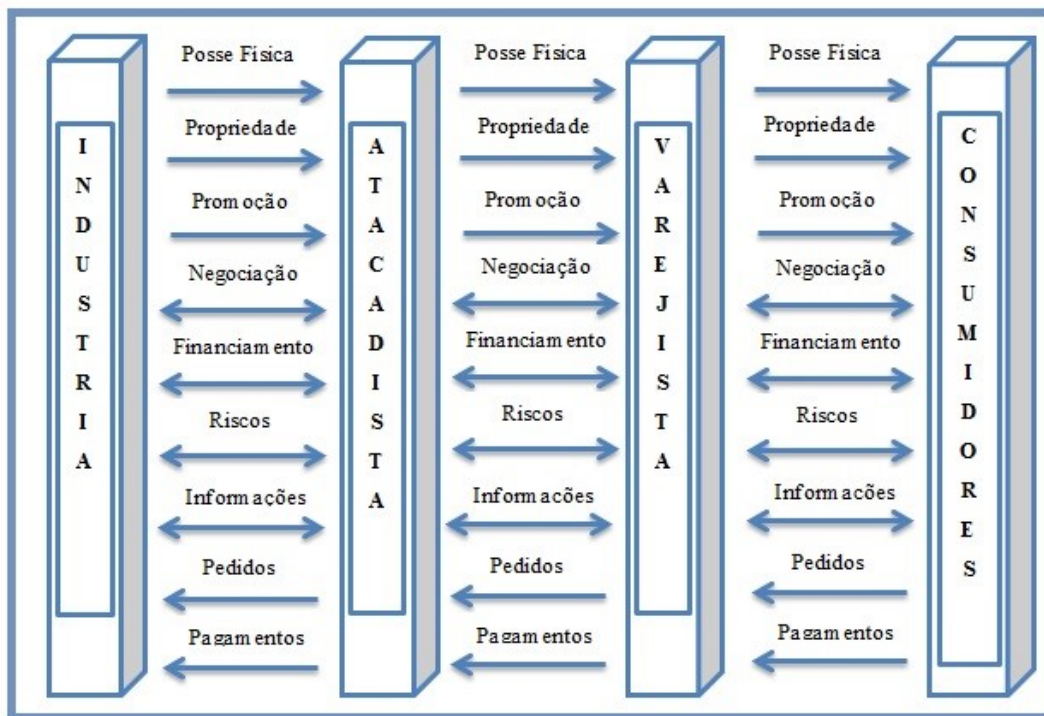 Posse Física Posse Física Posse Física
Propriedade Propriedade Propriedade
Promoção Promoção Promoção
Negociação Negociação Negociação
Financiamento Financiamento Financiamento
Riscos Riscos Riscos
Informações Informacões Informações
Pedidos Pedidos Pedidos
Pagamentos Pagamentos Pagamentos
INDUSTRIA
ATACADISTA
VAREJISTA
CONSUMIDORES